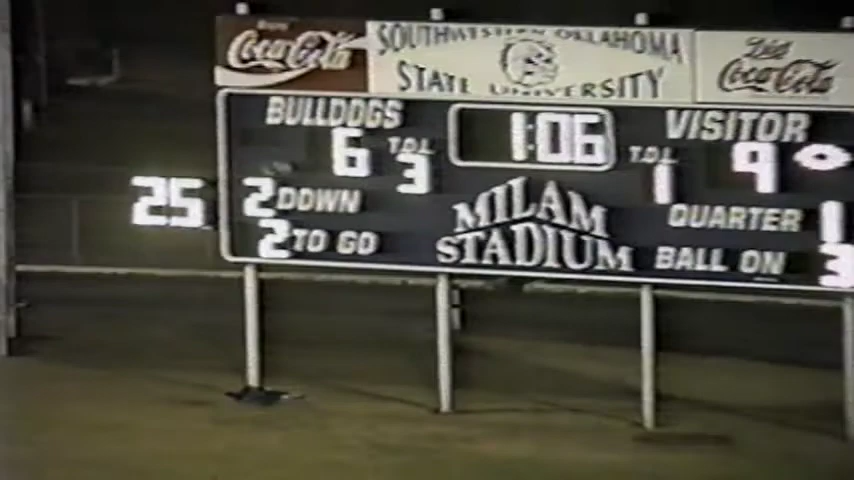 Coca-Cola
SOUTHWESTERN OKLAHOMA
STATE UNIVERSITY
Coca-Cola
BULLDOGS
1:06
VISITOR
6
T.O.L
3
T.O.L
1
9
25
2 DOWN
MILAM
STADIUM
QUARTER 1
2 TO GO
BALL ON 3